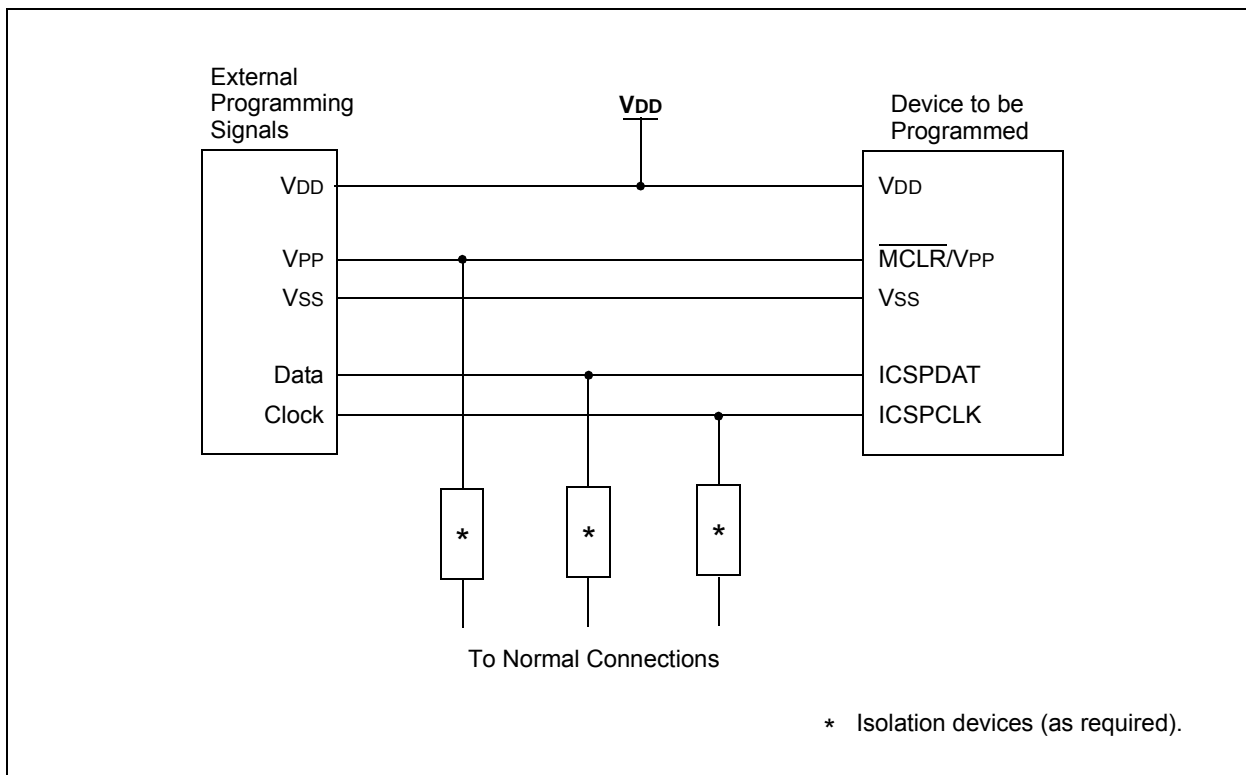 External
Programming
Signals
VDD
Device to be
Programmed
VDD
VDD
VPP
MCLR/VPP
VSS
VSS
Data
ICSPDAT
Clock
ICSPCLK
*
*
*
To Normal Connections
* Isolation devices (as required).